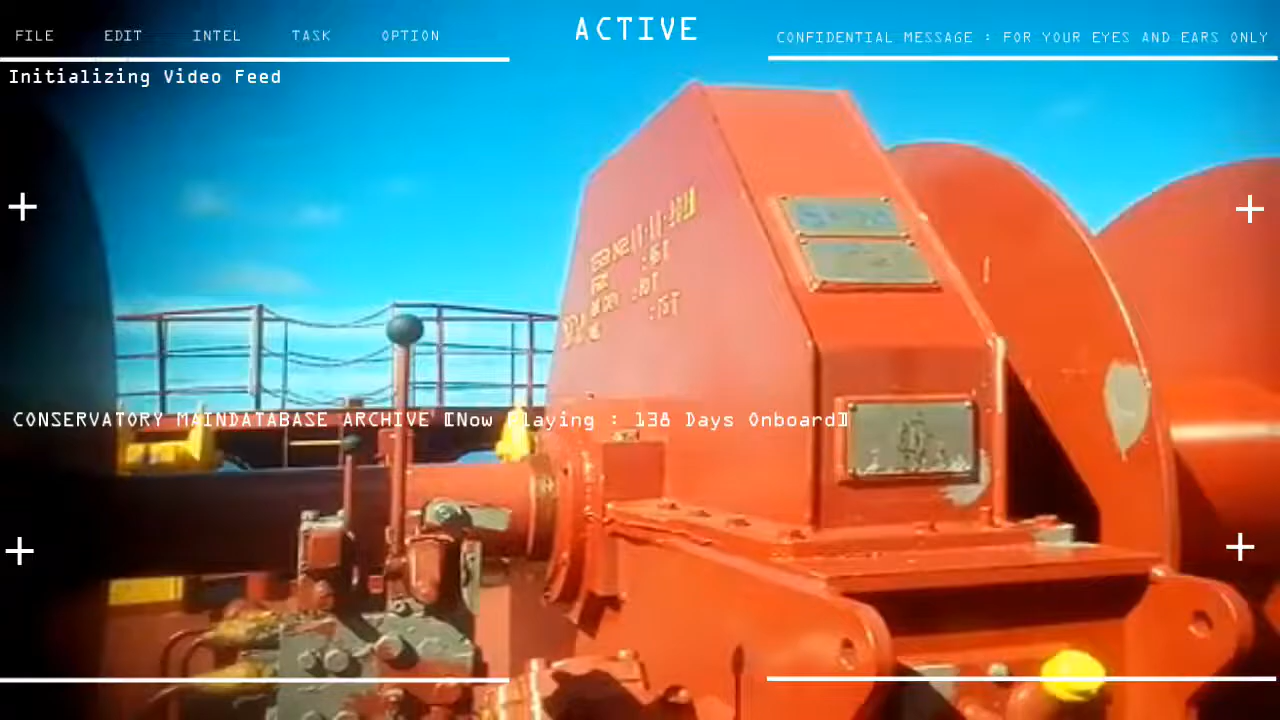 FILE EDIT INTEL TASK OPTION
ACTIVE
CONFIDENTIAL MESSAGE : FOR YOUR EYES AND EARS ONLY
Initializing Video Feed
CONSERVATORY MAINDATABASE ARCHIVE [Now Playing : 138 Days Onboard]